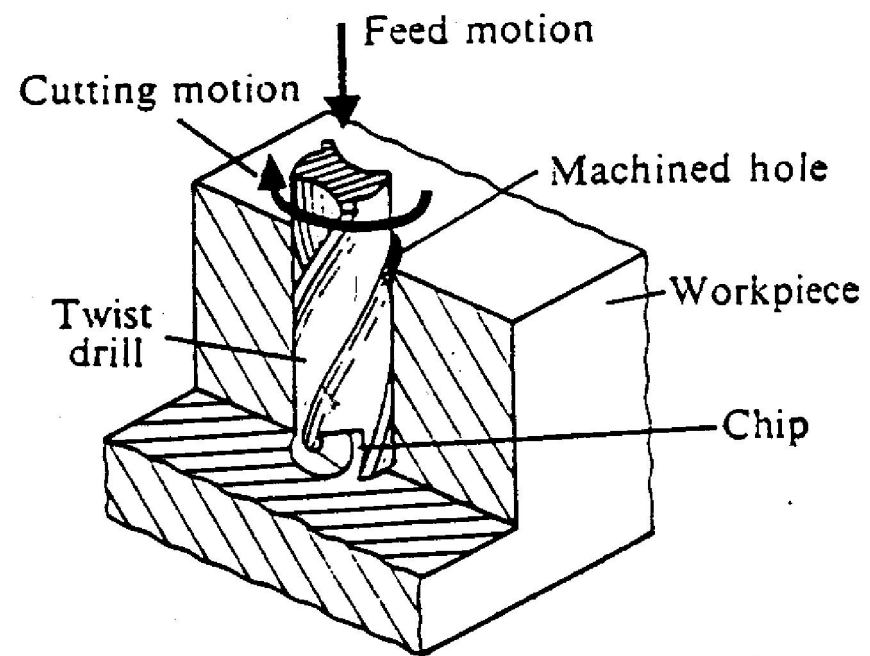 Feed motion
Cutting motion
Machined hole
Workpiece
Twist
drill
Chip